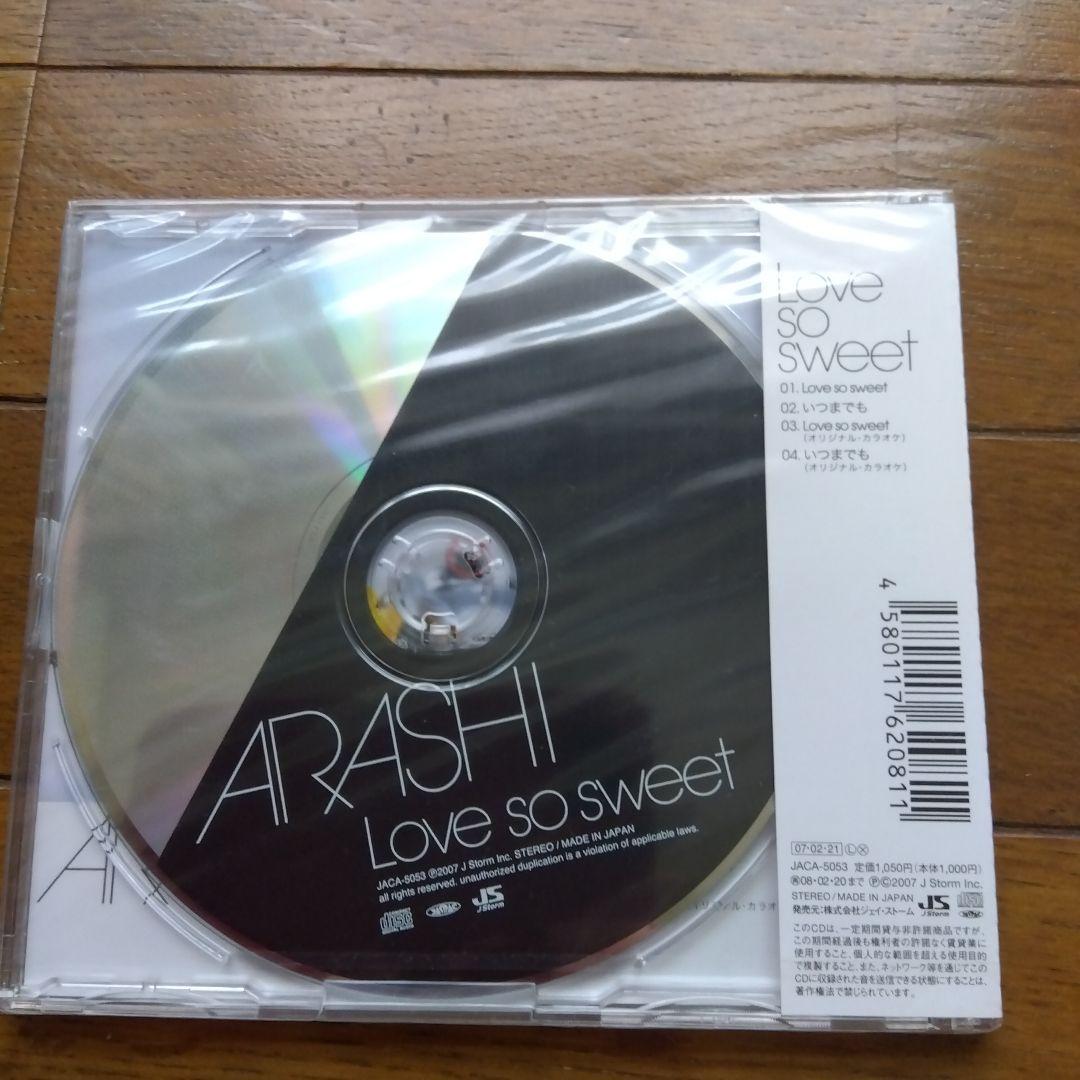 ARASHI
Love so sweet
JACA-5053 ℗2007 J Storm Inc. STEREO / MADE IN JAPAN
all rights reserved. unauthorized duplication is a violation of applicable laws.
disc
JS
J Storm
Love
so
sweet
01. Love so sweet
02. いつまでも
03. Love so sweet
(オリジナル・カラオケ)
04. いつまでも
(オリジナル・カラオケ)
4 580117 620811
07・02・21 Ⓛ Ⓧ
JACA-5053 定価1,050円(本体1,000円)
08・02・20まで ℗©2007 J Storm Inc.
STEREO / MADE IN JAPAN
発売元:株式会社ジェイ・ストーム
JS
J Storm
このCDは、一定期間貸与非許諾商品ですが、
この期間経過後も権利者の許諾なく賃貸業に
使用すること、個人的な範囲を超える使用目的
で複製すること、また、ネットワーク等を通じてこの
CDに収録された音を送信できる状態にすることは、
著作権法で禁じられています。